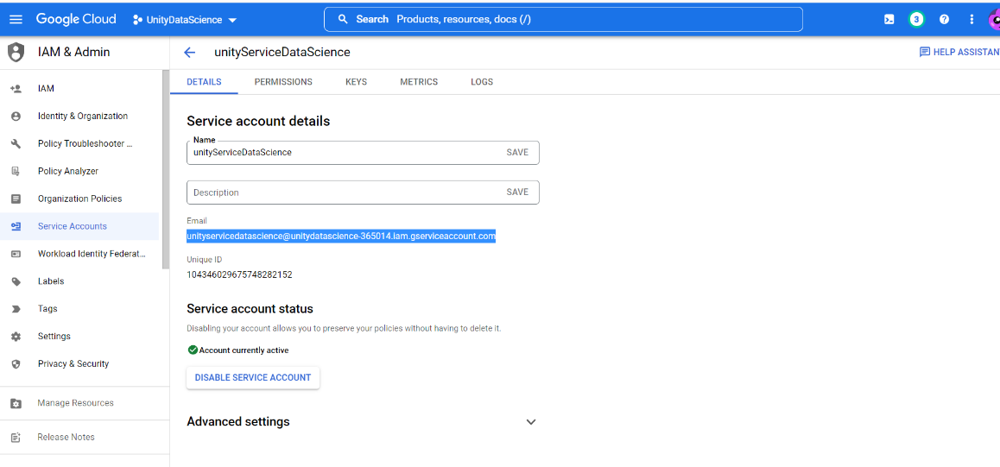 Google Cloud
UnityDataScience
Search Products, resources, docs (/)
3
?
IAM & Admin
unityServiceDataScience
HELP ASSISTAN
DETAILS
PERMISSIONS
KEYS
METRICS
LOGS
IAM
Identity & Organization
Policy Troubleshooter ...
Policy Analyzer
Organization Policies
Service Accounts
Workload Identity Federat...
Labels
Tags
Settings
Privacy & Security
Manage Resources
Release Notes
Service account details
Name
unityServiceDataScience
SAVE
Description
SAVE
Email
unityservicedatascience@unitydatascience-365014.iam.gserviceaccount.com
Unique ID
104346029675748282152
Service account status
Disabling your account allows you to preserve your policies without having to delete it.
Account currently active
DISABLE SERVICE ACCOUNT
Advanced settings